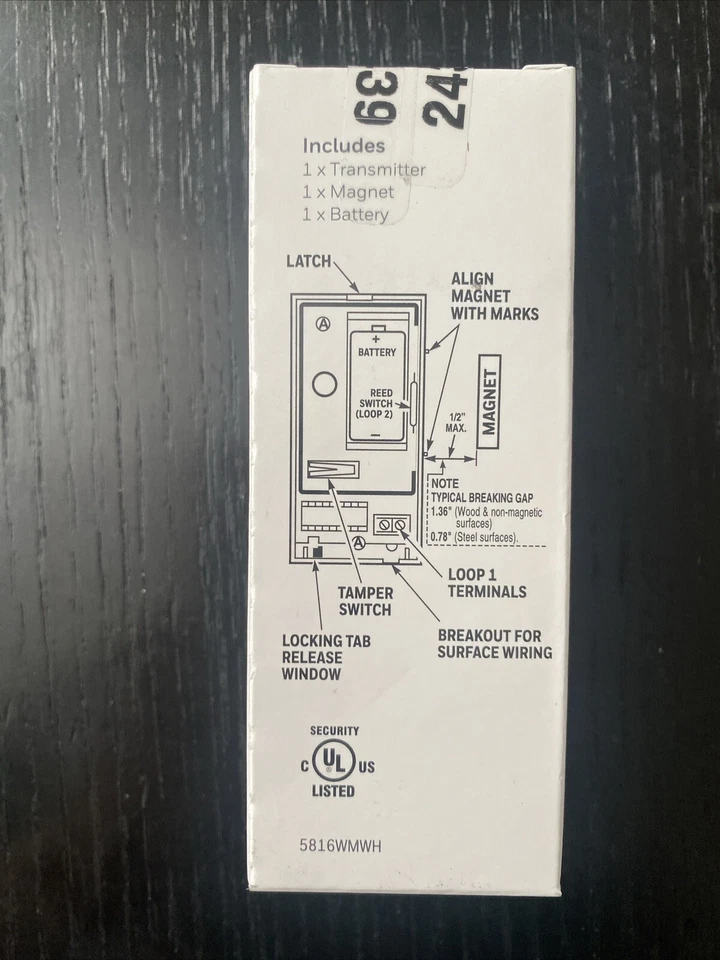 63
24
Includes
1 x Transmitter
1 x Magnet
1 x Battery
LATCH
ALIGN
MAGNET
WITH MARKS
A
+
BATTERY
REED
SWITCH
(LOOP 2)
–
1/2"
MAX.
MAGNET
NOTE
TYPICAL BREAKING GAP
1.36" (Wood & non-magnetic
surfaces)
0.78" (Steel surfaces).
A
LOOP 1
TERMINALS
TAMPER
SWITCH
BREAKOUT FOR
SURFACE WIRING
LOCKING TAB
RELEASE
WINDOW
SECURITY
C UL ® US
LISTED
5816WMWH